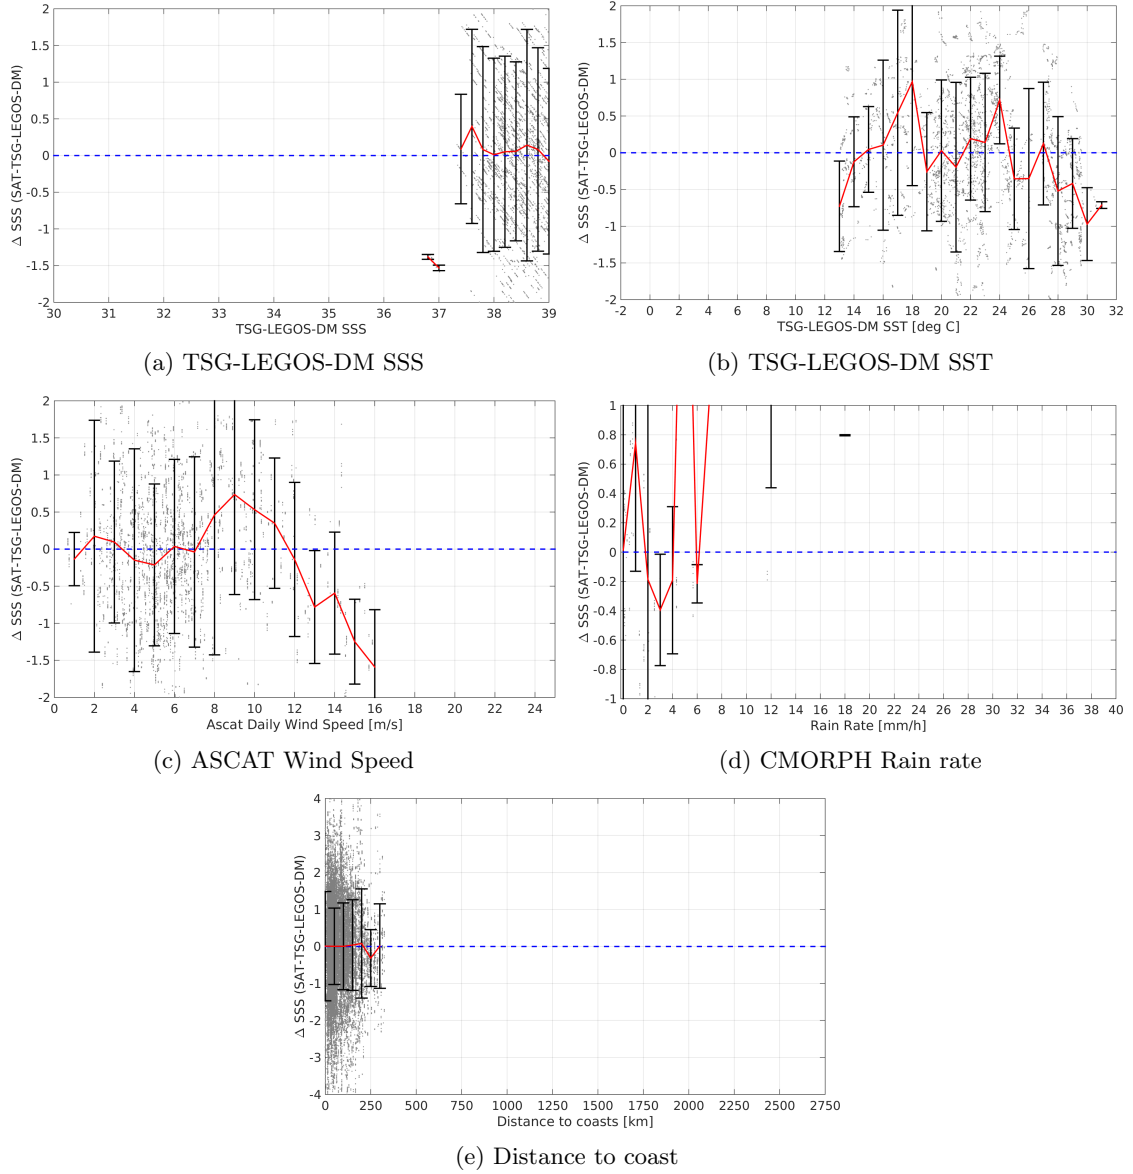 2
1.5
1
0.5
0
-0.5
-1
-1.5
-2
Δ SSS (SAT-TSG-LEGOS-DM)
30 31 32 33 34 35 36 37 38 39
TSG-LEGOS-DM SSS
(a) TSG-LEGOS-DM SSS
2
1.5
1
0.5
0
-0.5
-1
-1.5
-2
Δ SSS (SAT-TSG-LEGOS-DM)
-2 0 2 4 6 8 10 12 14 16 18 20 22 24 26 28 30 32
TSG-LEGOS-DM SST [deg C]
(b) TSG-LEGOS-DM SST
2
1.5
1
0.5
0
-0.5
-1
-1.5
-2
Δ SSS (SAT-TSG-LEGOS-DM)
0 2 4 6 8 10 12 14 16 18 20 22 24
Ascat Daily Wind Speed [m/s]
(c) ASCAT Wind Speed
1
0.8
0.6
0.4
0.2
0
-0.2
-0.4
-0.6
-0.8
-1
Δ SSS (SAT-TSG-LEGOS-DM)
0 2 4 6 8 10 12 14 16 18 20 22 24 26 28 30 32 34 36 38 40
Rain Rate [mm/h]
(d) CMORPH Rain rate
4
3
2
1
0
-1
-2
-3
-4
Δ SSS (SAT-TSG-LEGOS-DM)
0 250 500 750 1000 1250 1500 1750 2000 2250 2500 2750
Distance to coasts [km]
(e) Distance to coast